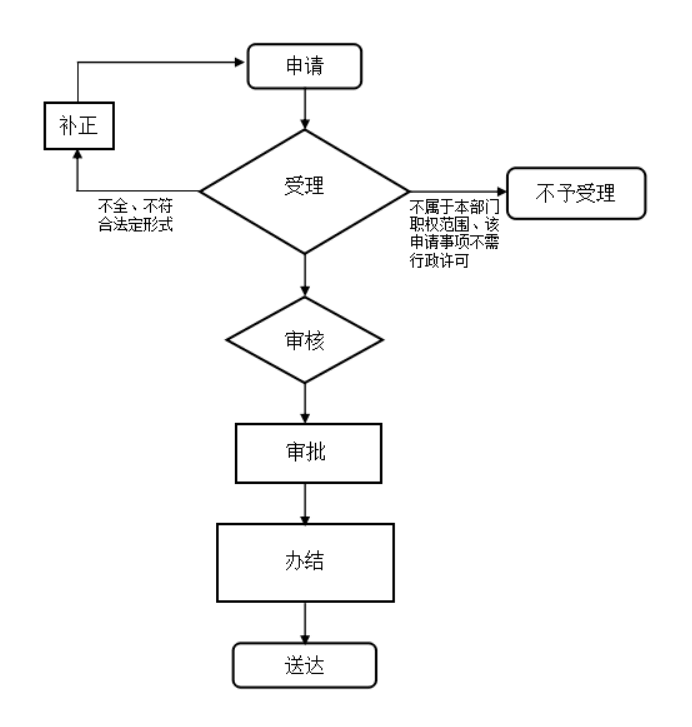 申请
补正
受理
不予受理
不全、不符
合法定形式
不属于本部门
职权范围、该
申请事项不需
行政许可
审核
审批
办结
送达